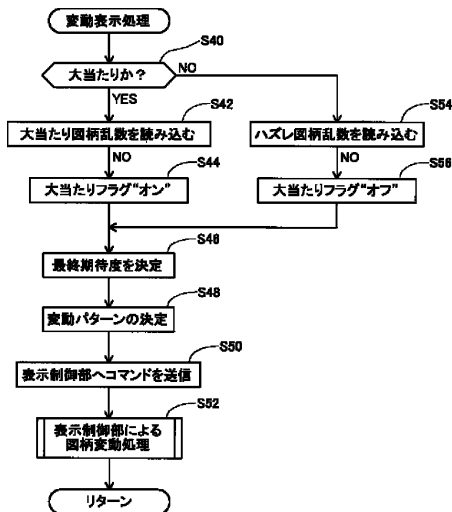 変動表示処理
S40
大当たりか？
NO
YES
S42
大当たり図柄乱数を読み込む
NO
S44
大当たりフラグ“オン”
S54
ハズレ図柄乱数を読み込む
NO
S56
大当たりフラグ“オフ”
S46
最終期待度を決定
S48
変動パターンの決定
S50
表示制御部へコマンドを送信
S52
表示制御部による
図柄変動処理
リターン